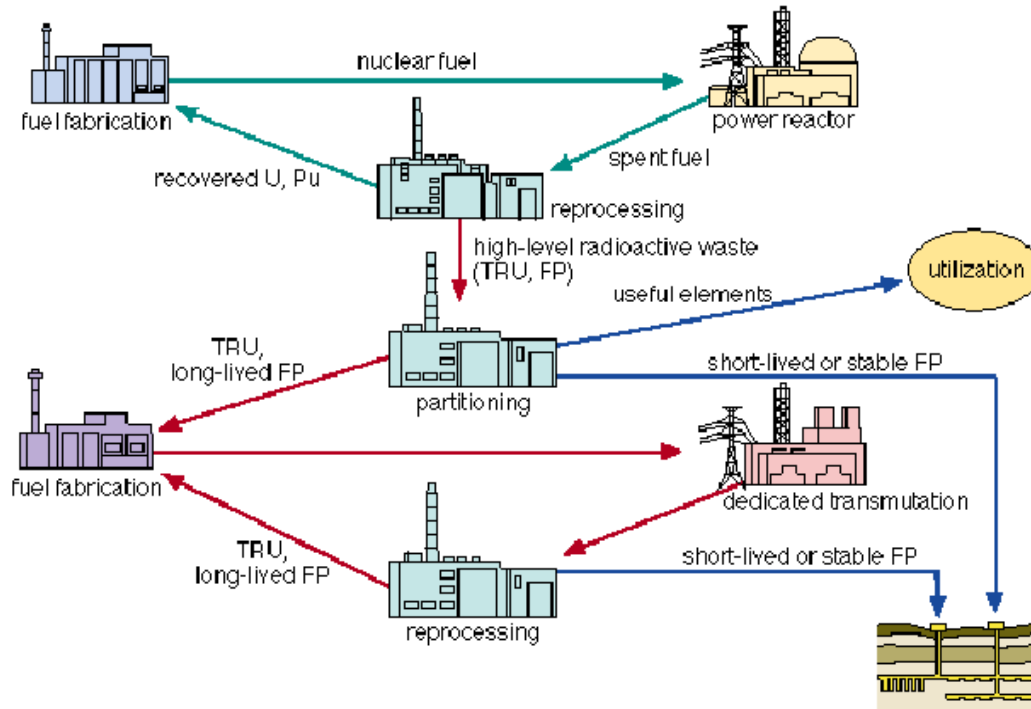 nuclear fuel
fuel fabrication
power reactor
spent fuel
recovered U, Pu
reprocessing
high-level radioactive waste
(TRU, FP)
utilization
useful elements
TRU,
long-lived FP
short-lived or stable FP
partitioning
fuel fabrication
dedicated transmutation
TRU,
long-lived FP
short-lived or stable FP
reprocessing